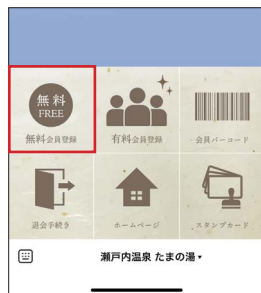 無料
FREE
無料会員登録
有料会員登録
会員バーコード
退会手続き
ホームページ
スタンプカード
瀬戸内温泉 たまの湯▾